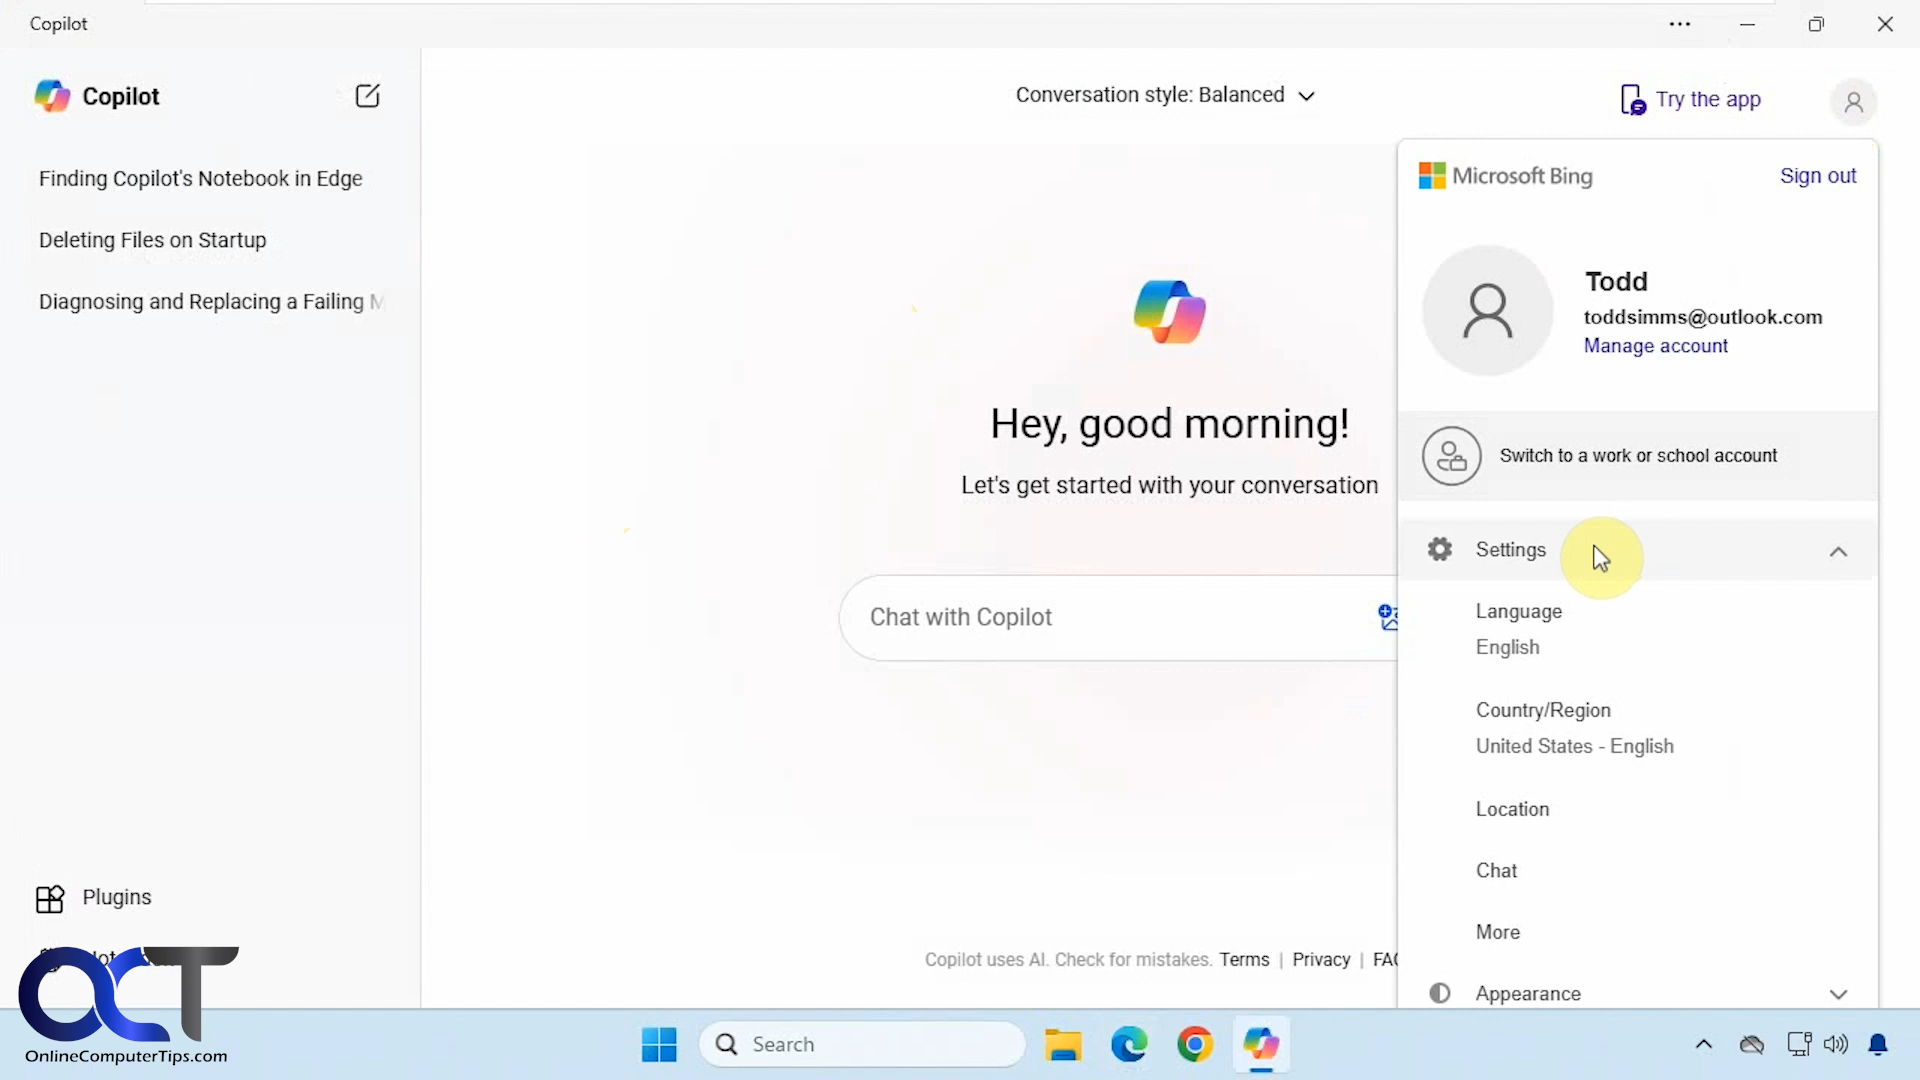 Copilot
Copilot
Finding Copilot's Notebook in Edge
Deleting Files on Startup
Diagnosing and Replacing a Failing
Plugins
OCT
OnlineComputerTips.com
Conversation style: Balanced
Try the app
Hey, good morning!
Let's get started with your conversation
Chat with Copilot
Copilot uses AI. Check for mistakes. Terms | Privacy |
Microsoft Bing
Sign out
Todd
toddsimms@outlook.com
Manage account
Switch to a work or school account
Settings
Language
English
Country/Region
United States - English
Location
Chat
More
Appearance
Search